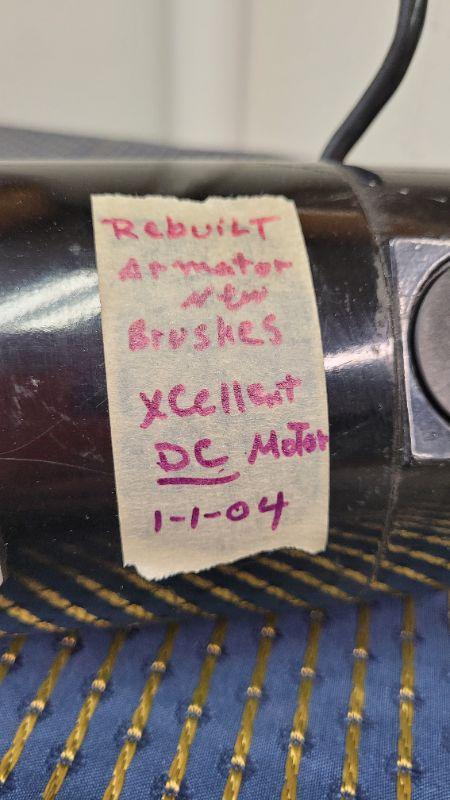 Rebuilt
Armator
New
Brushes
Xcellent
DC Motor
1-1-04